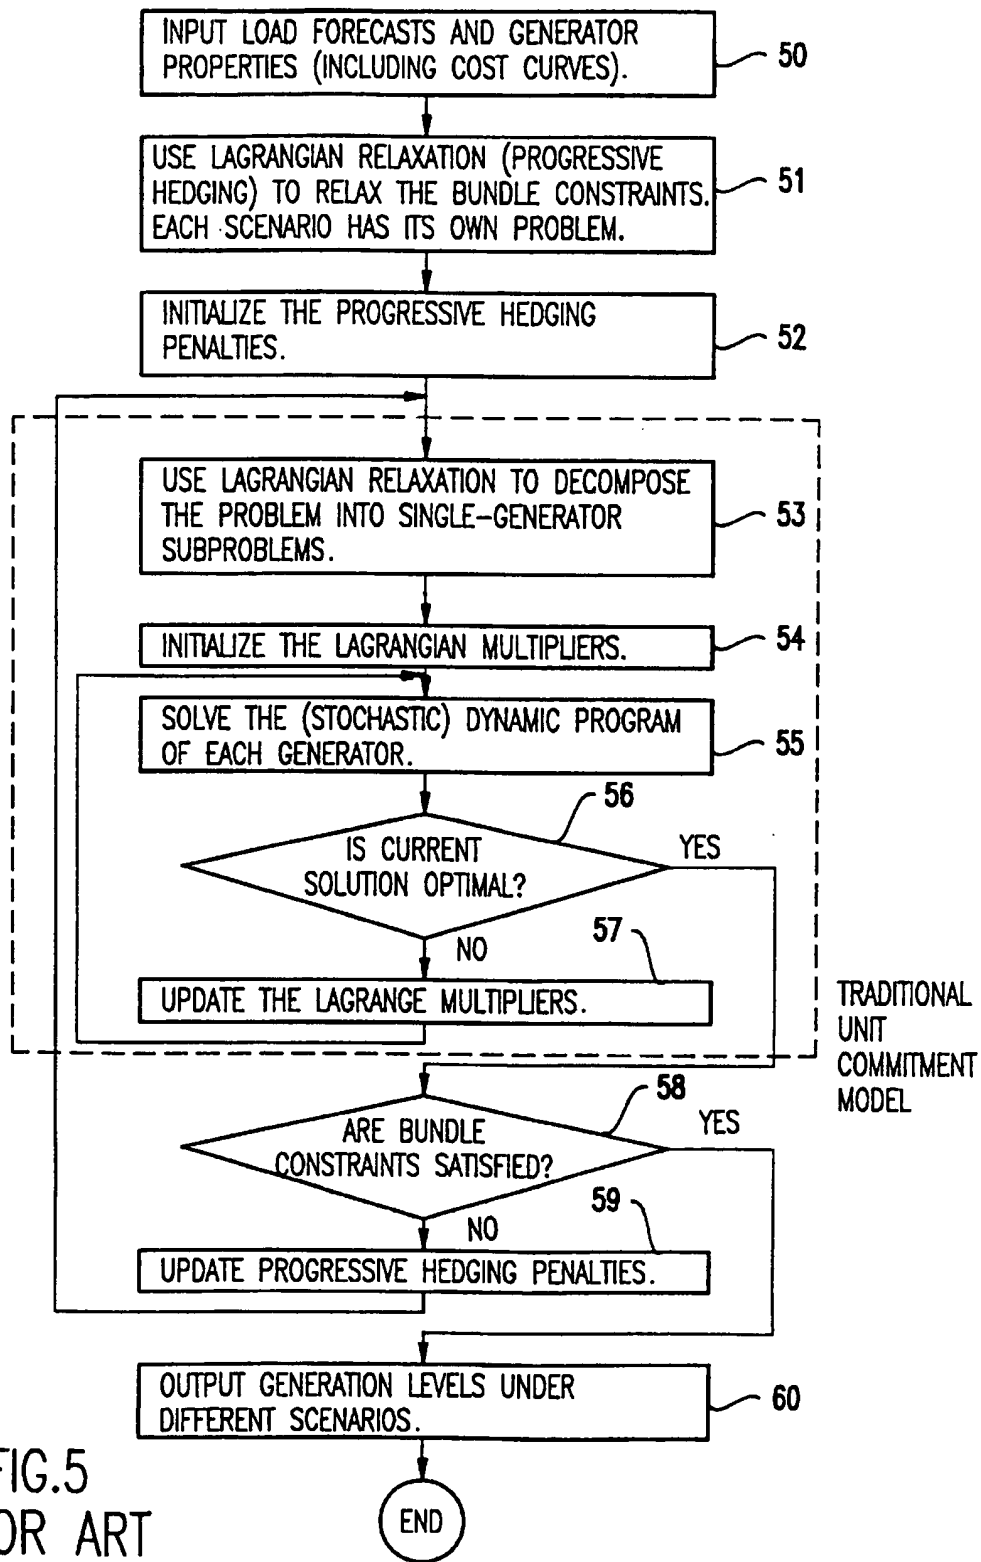 INPUT LOAD FORECASTS AND GENERATOR
PROPERTIES (INCLUDING COST CURVES).
50
USE LAGRANGIAN RELAXATION (PROGRESSIVE
HEDGING) TO RELAX THE BUNDLE CONSTRAINTS.
EACH SCENARIO HAS ITS OWN PROBLEM.
51
INITIALIZE THE PROGRESSIVE HEDGING
PENALTIES.
52
USE LAGRANGIAN RELAXATION TO DECOMPOSE
THE PROBLEM INTO SINGLE-GENERATOR
SUBPROBLEMS.
53
INITIALIZE THE LAGRANGIAN MULTIPLIERS.
54
SOLVE THE (STOCHASTIC) DYNAMIC PROGRAM
OF EACH GENERATOR.
55
56
IS CURRENT
SOLUTION OPTIMAL?
YES
NO
57
UPDATE THE LAGRANGE MULTIPLIERS.
TRADITIONAL
UNIT
COMMITMENT
MODEL
58
ARE BUNDLE
CONSTRAINTS SATISFIED?
YES
NO
59
UPDATE PROGRESSIVE HEDGING PENALTIES.
OUTPUT GENERATION LEVELS UNDER
DIFFERENT SCENARIOS.
60
END
FIG.5
OR ART